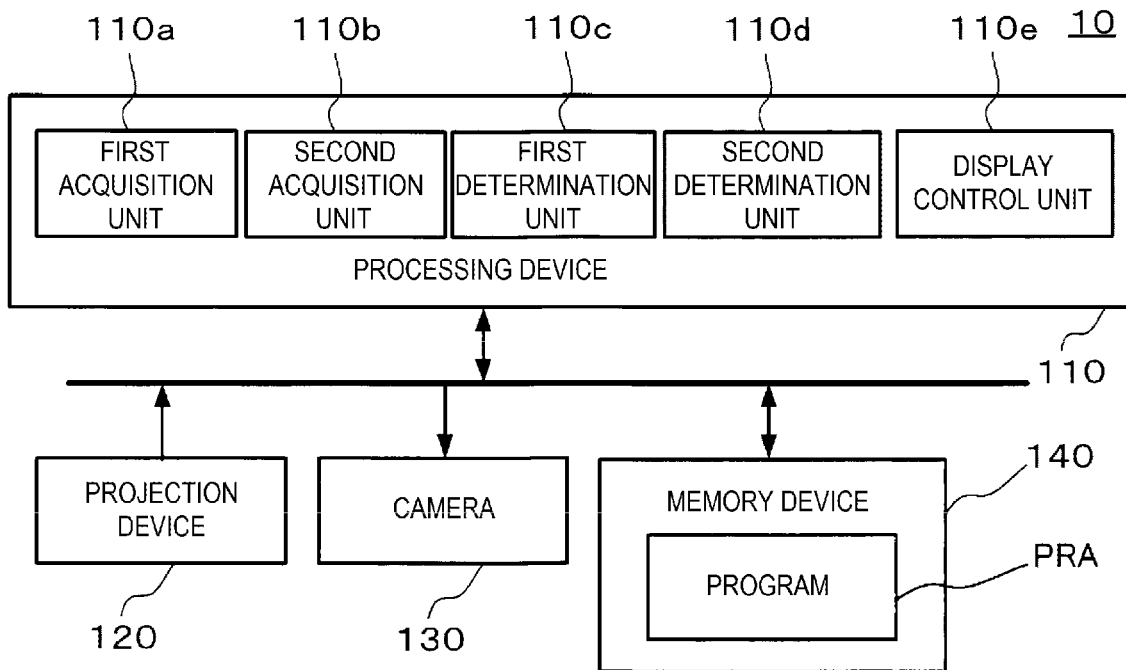 110a
110b
110c
110d
110e
10
FIRST
ACQUISITION
UNIT
SECOND
ACQUISITION
UNIT
FIRST
DETERMINATION
UNIT
SECOND
DETERMINATION
UNIT
DISPLAY
CONTROL UNIT
PROCESSING DEVICE
110
PROJECTION
DEVICE
CAMERA
MEMORY DEVICE
PROGRAM
140
PRA
120
130